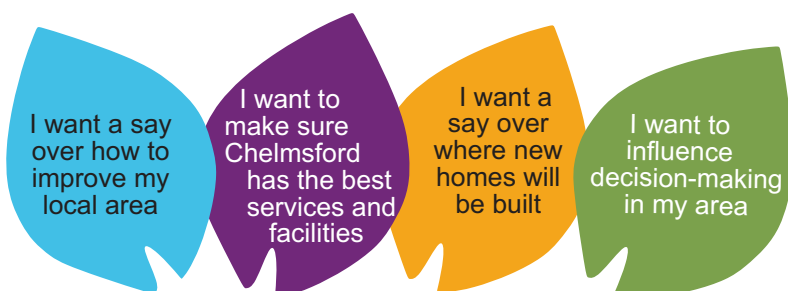 I want a say
over how to
improve my
local area
I want to
make sure
Chelmsford
has the best
services and
facilities
I want a
say over
where new
homes will
be built
I want to
influence
decision-making
in my area